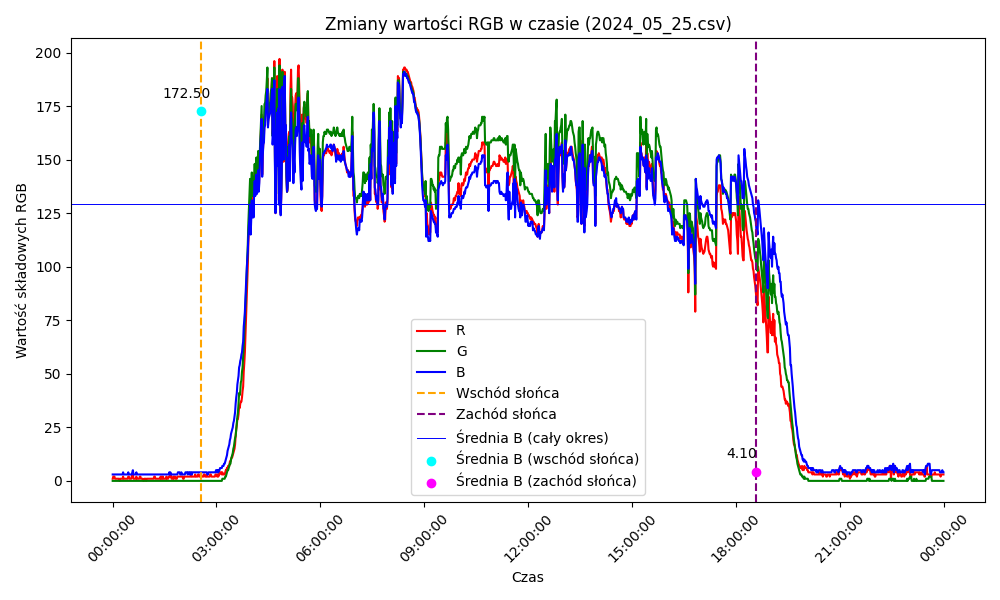 Zmiany wartości RGB w czasie (2024_05_25.csv)
Wartość składowych RGB
200
175
150
125
100
75
50
25
0
172.50
4.10
R
G
B
Wschód słońca
Zachód słońca
Średnia B (cały okres)
Średnia B (wschód słońca)
Średnia B (zachód słońca)
00:00:00
03:00:00
06:00:00
09:00:00
12:00:00
15:00:00
18:00:00
21:00:00
00:00:00
Czas